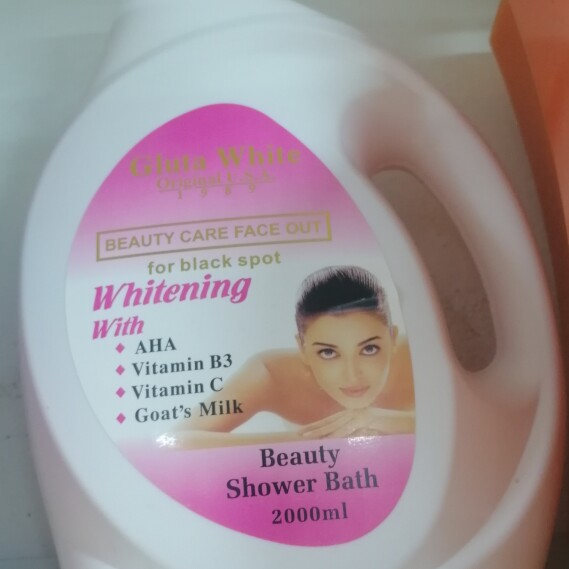 Gluta White
Original U.S.A.
BEAUTY CARE FACE OUT
for black spot
Whitening
With
AHA
Vitamin B3
Vitamin C
Goat's Milk
Beauty
Shower Bath
2000ml